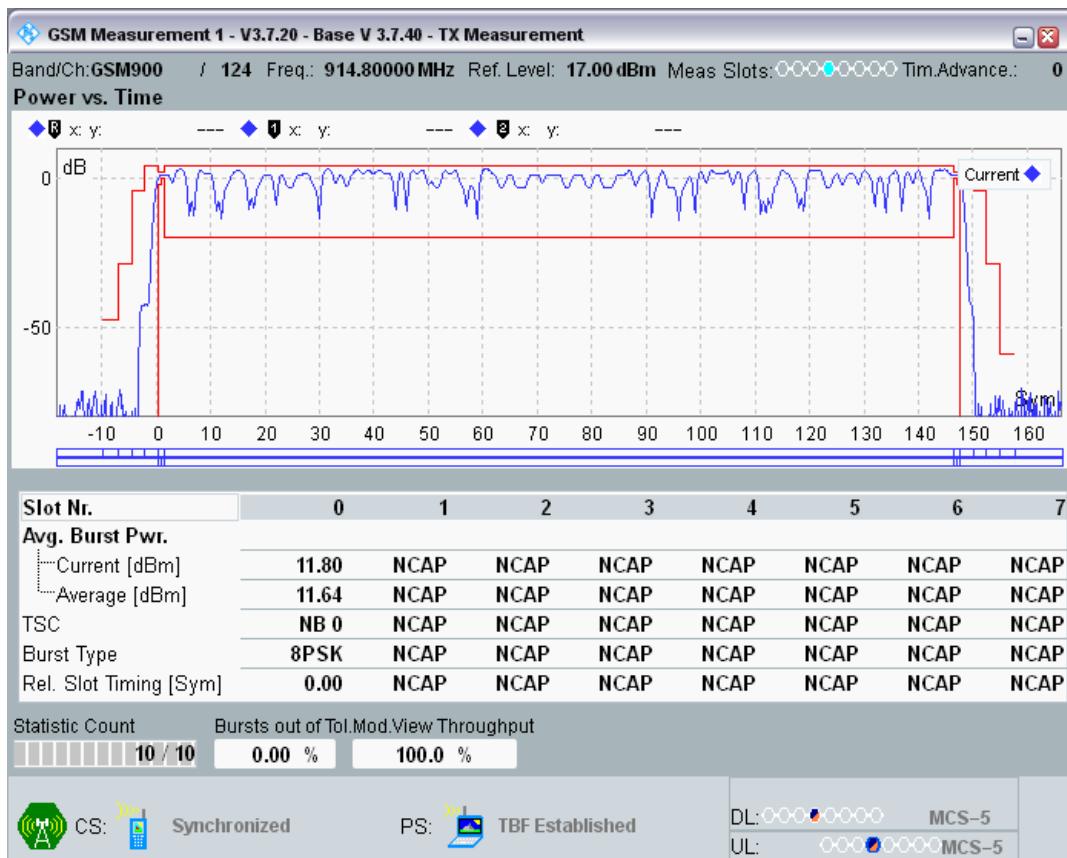 GSM Measurement 1 - V3.7.20 - Base V 3.7.40 - TX Measurement
Band/Ch:GSM900 / 124 Freq.: 914.80000 MHz Ref. Level: 17.00 dBm Meas Slots: Tim.Advance.: 0
Power vs. Time
R x: y: --- 1 x: y: --- 2 x: y: ---
dB
Current
0
-50
Sym
-10 0 10 20 30 40 50 60 70 80 90 100 110 120 130 140 150 160
Slot Nr. 0 1 2 3 4 5 6 7
Avg. Burst Pwr.
Current [dBm] 11.80 NCAP NCAP NCAP NCAP NCAP NCAP NCAP
Average [dBm] 11.64 NCAP NCAP NCAP NCAP NCAP NCAP NCAP
TSC NB 0 NCAP NCAP NCAP NCAP NCAP NCAP NCAP
Burst Type 8PSK NCAP NCAP NCAP NCAP NCAP NCAP NCAP
Rel. Slot Timing [Sym] 0.00 NCAP NCAP NCAP NCAP NCAP NCAP NCAP
Statistic Count Bursts out of Tol. Mod.View Throughput
10 / 10 0.00 % 100.0 %
CS: Synchronized PS: TBF Established DL: MCS-5
UL: MCS-5